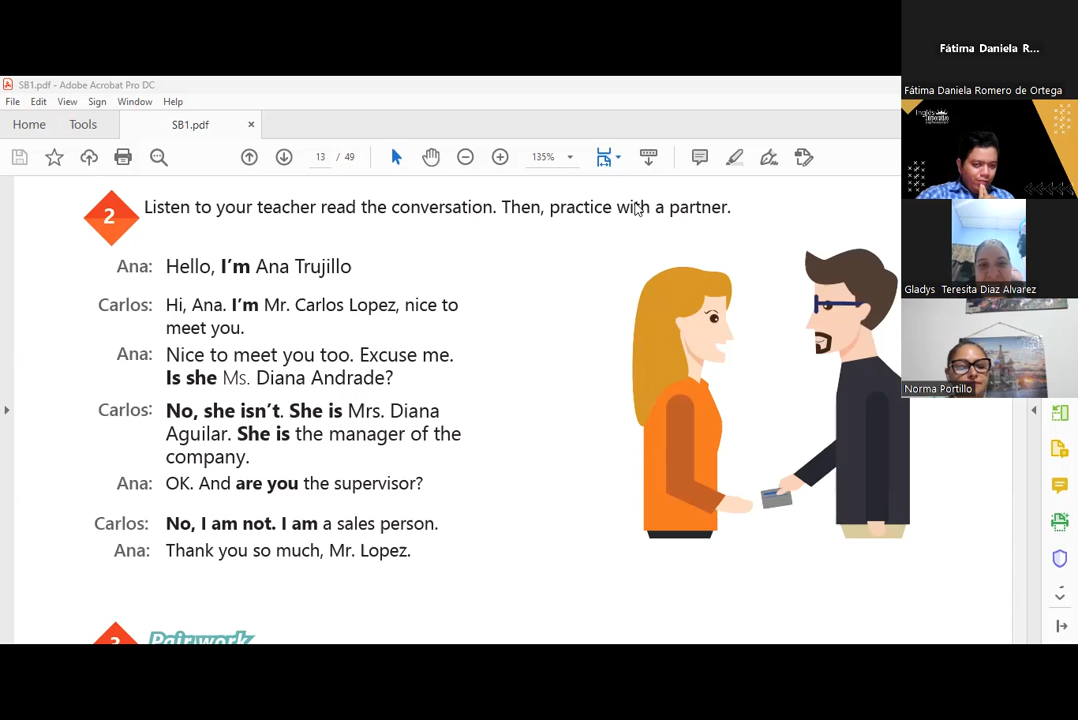 Fátima Daniela R...
SB1.pdf - Adobe Acrobat Pro DC
Fátima Daniela Romero de Ortega
File Edit View Sign Window Help
Home Tools SB1.pdf ×
13 / 49 135%
2 Listen to your teacher read the conversation. Then, practice with a partner.
Ana: Hello, I'm Ana Trujillo
Carlos: Hi, Ana. I'm Mr. Carlos Lopez, nice to
meet you.
Ana: Nice to meet you too. Excuse me.
Is she Ms. Diana Andrade?
Carlos: No, she isn't. She is Mrs. Diana
Aguilar. She is the manager of the
company.
Ana: OK. And are you the supervisor?
Carlos: No, I am not. I am a sales person.
Ana: Thank you so much, Mr. Lopez.
3 Pair work
Inglés
Gladys Teresita Diaz Alvarez
Norma Portillo